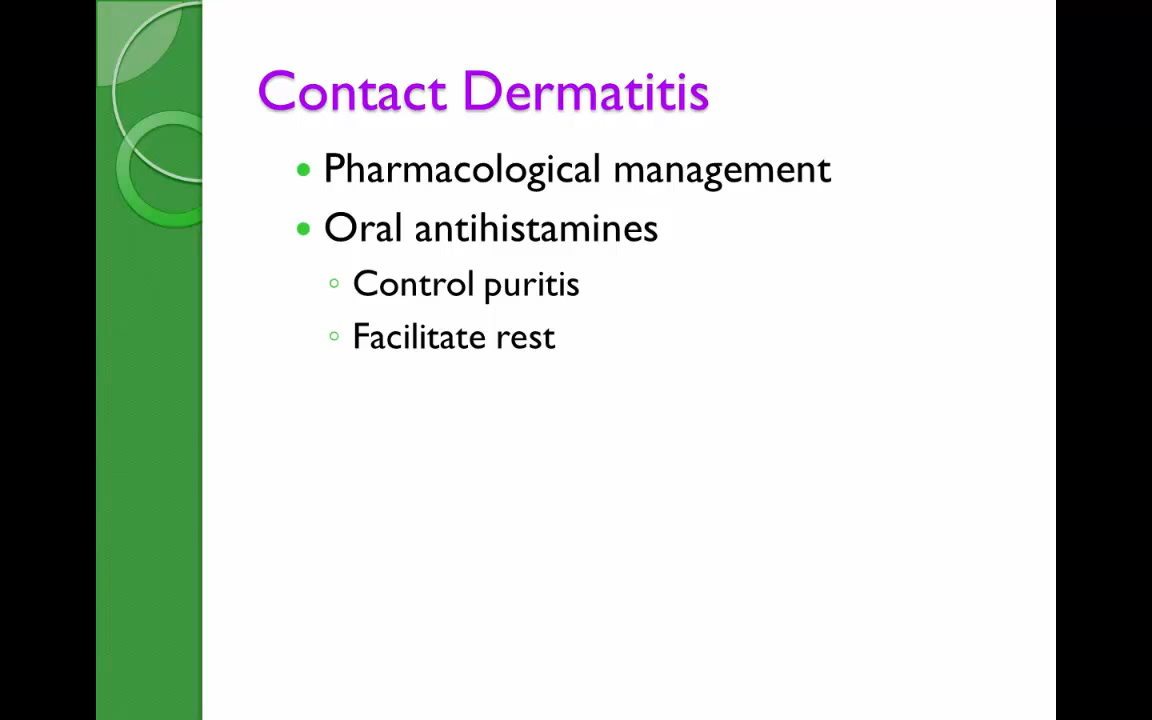 Contact Dermatitis
• Pharmacological management
• Oral antihistamines
◦ Control puritis
◦ Facilitate rest